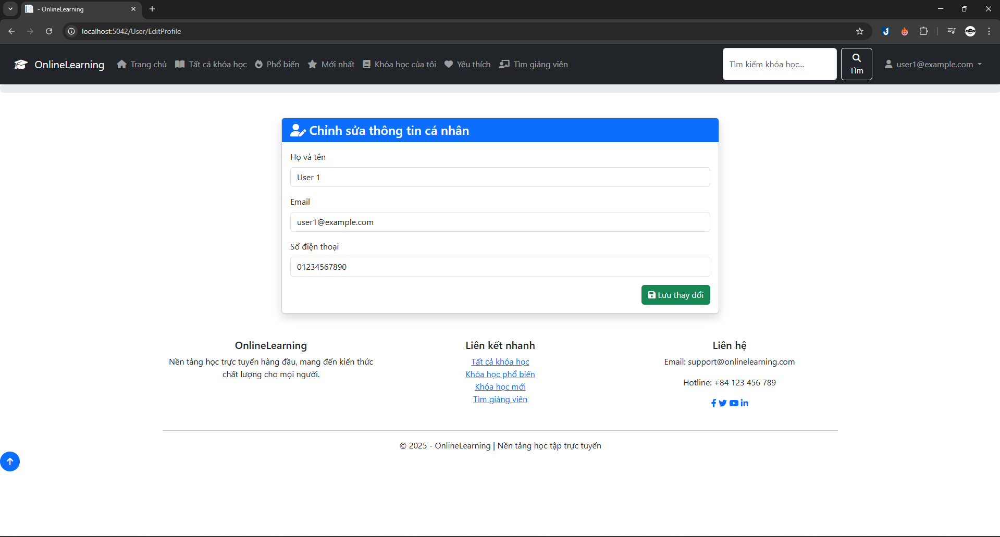 - OnlineLearning
localhost:5042/User/EditProfile
OnlineLearning Trang chủ Tất cả khóa học Phổ biến Mới nhất Khóa học của tôi Yêu thích Tìm giảng viên Tìm kiếm khóa học... Tìm user1@example.com
Chỉnh sửa thông tin cá nhân
Họ và tên
User 1
Email
user1@example.com
Số điện thoại
01234567890
Lưu thay đổi
OnlineLearning
Nền tảng học trực tuyến hàng đầu, mang đến kiến thức
chất lượng cho mọi người.
Liên kết nhanh
Tất cả khóa học
Khóa học phổ biến
Khóa học mới
Tìm giảng viên
Liên hệ
Email: support@onlinelearning.com
Hotline: +84 123 456 789
© 2025 - OnlineLearning | Nền tảng học tập trực tuyến